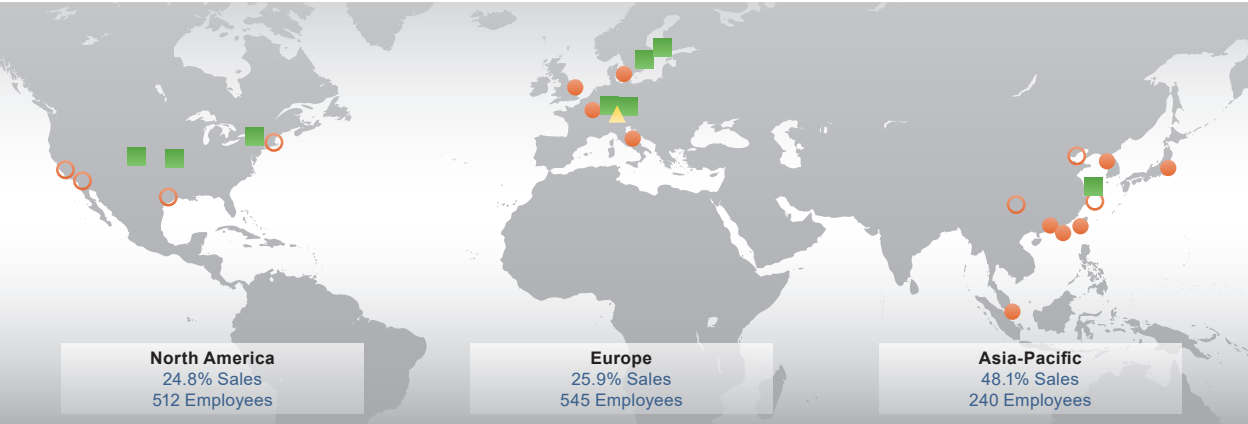 North America
24.8% Sales
512 Employees
Europe
25.9% Sales
545 Employees
Asia-Pacific
48.1% Sales
240 Employees